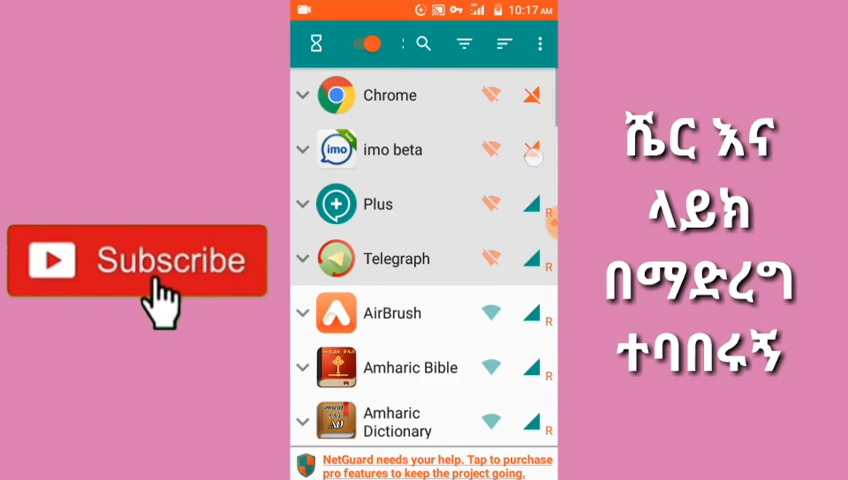 10:17 AM
Chrome
imo beta
Plus
R
Telegraph
R
AirBrush
R
Amharic Bible
R
Amharic
Dictionary
R
NetGuard needs your help. Tap to purchase
pro features to keep the project going.
Subscribe
ሼር እና
ላይክ
በማድረግ
ተባበሩኝ